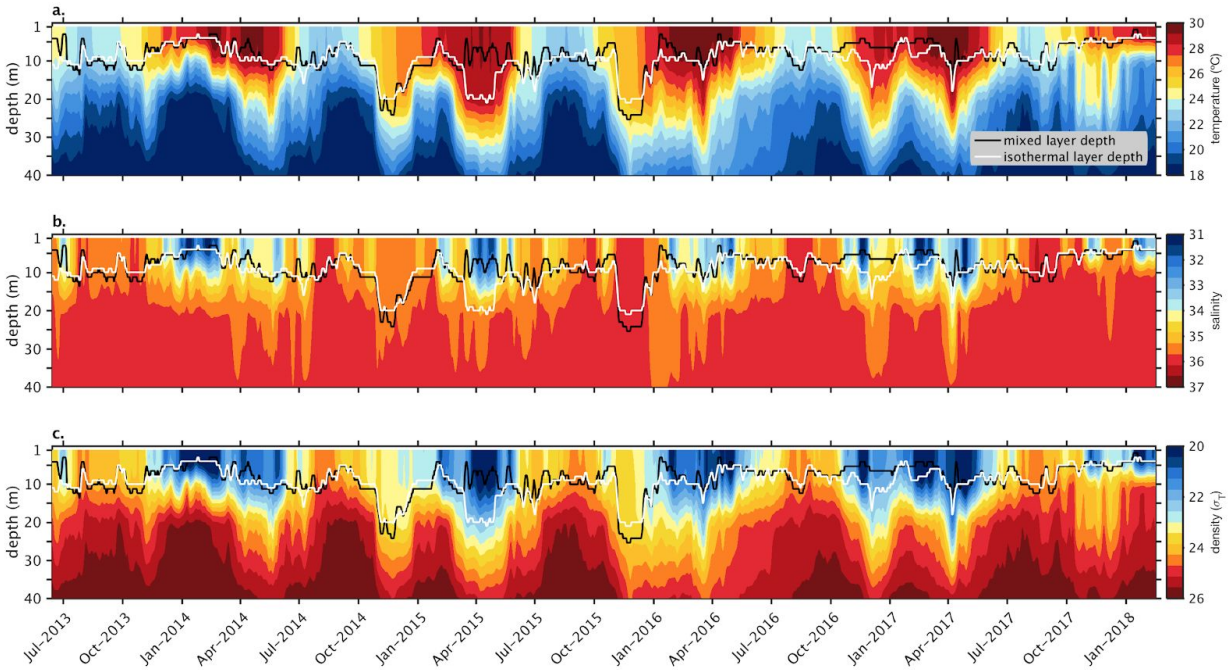 a.
1
10
20
30
40
depth (m)
mixed layer depth
isothermal layer depth
30
28
26
24
22
20
18
temperature (°C)
b.
1
10
20
30
40
depth (m)
31
32
33
34
35
36
37
salinity
c.
1
10
20
30
40
depth (m)
20
22
24
26
density (σT)
Jul–2013
Oct–2013
Jan–2014
Apr–2014
Jul–2014
Oct–2014
Jan–2015
Apr–2015
Jul–2015
Oct–2015
Jan–2016
Apr–2016
Jul–2016
Oct–2016
Jan–2017
Apr–2017
Jul–2017
Oct–2017
Jan–2018